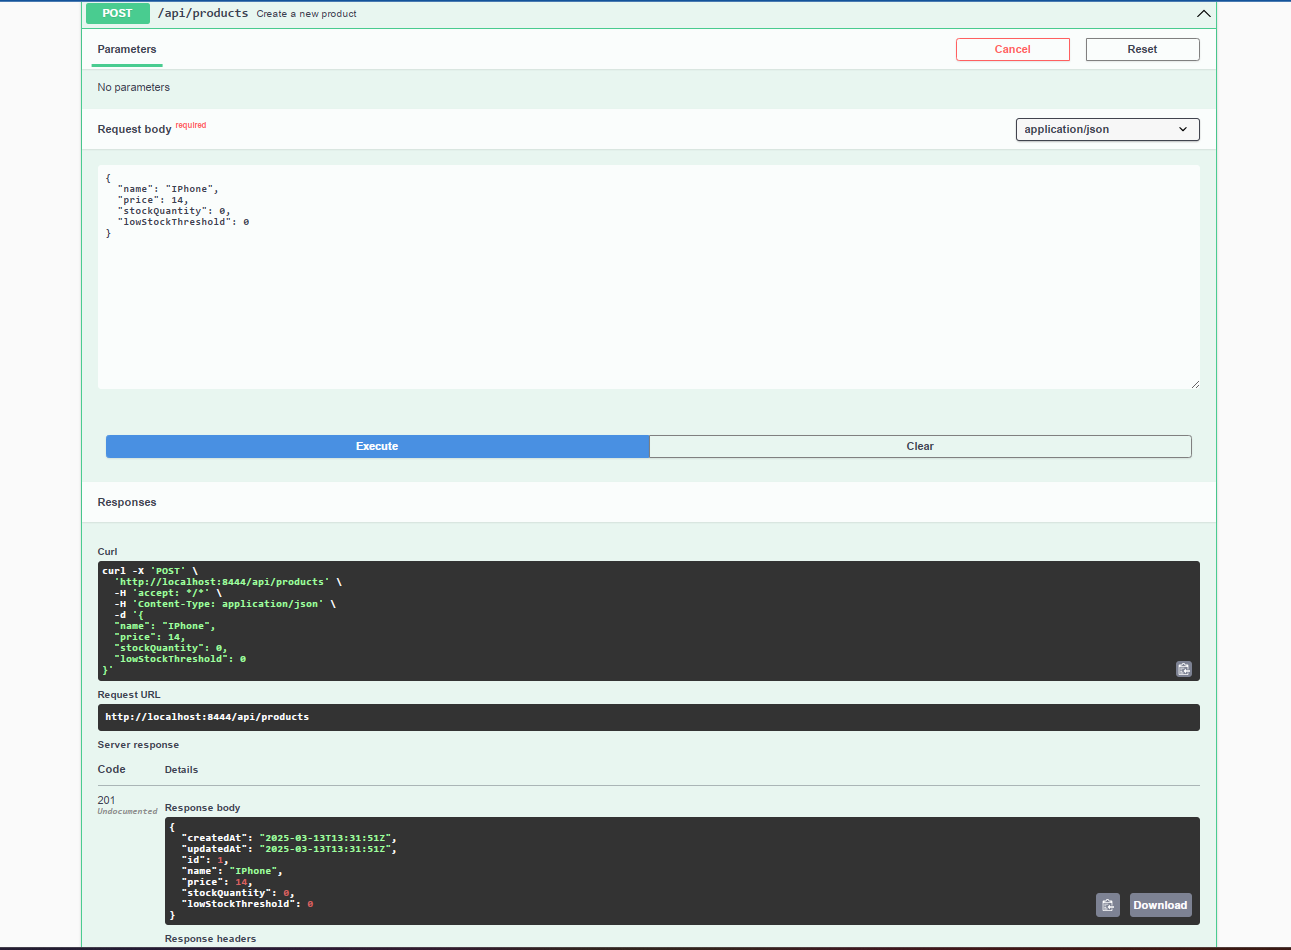 POST /api/products Create a new product
Parameters
Cancel
Reset
No parameters
Request body required
application/json
{
  "name": "IPhone",
  "price": 14,
  "stockQuantity": 0,
  "lowStockThreshold": 0
}
Execute
Clear
Responses
Curl
curl -X 'POST' \
  'http://localhost:8444/api/products' \
  -H 'accept: */*' \
  -H 'Content-Type: application/json' \
  -d '{
  "name": "IPhone",
  "price": 14,
  "stockQuantity": 0,
  "lowStockThreshold": 0
}'
Request URL
http://localhost:8444/api/products
Server response
Code Details
201
Undocumented
Response body
{
  "createdAt": "2025-03-13T13:31:51Z",
  "updatedAt": "2025-03-13T13:31:51Z",
  "id": 1,
  "name": "IPhone",
  "price": 14,
  "stockQuantity": 0,
  "lowStockThreshold": 0
}
Download
Response headers